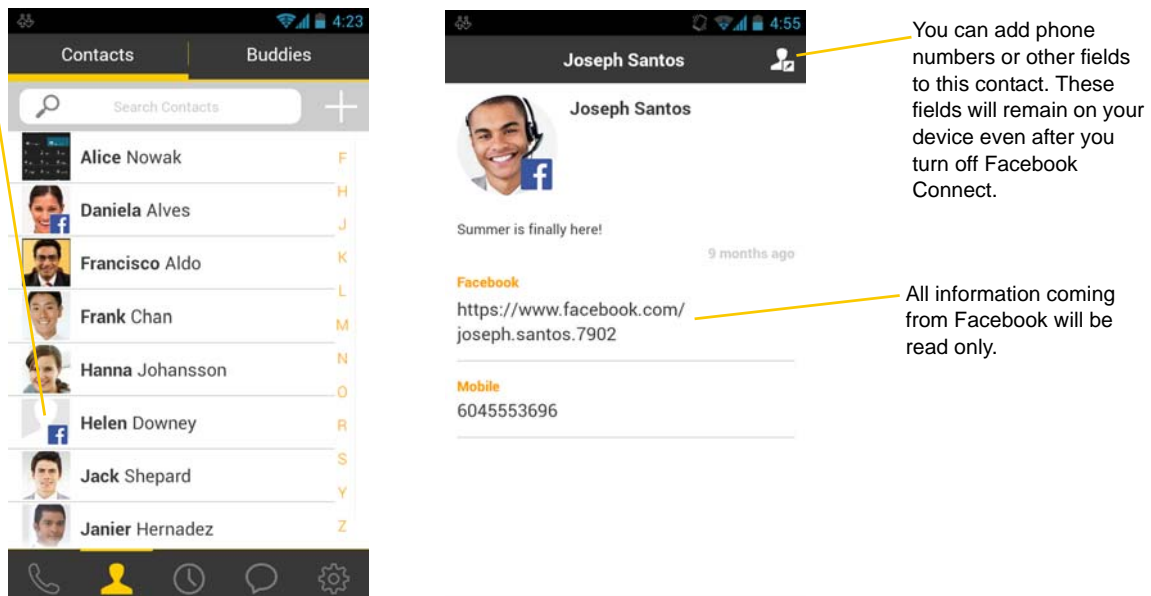 4:23
Contacts
Buddies
Search Contacts
Alice Nowak
Daniela Alves
Francisco Aldo
Frank Chan
Hanna Johansson
Helen Downey
Jack Shepard
Janier Hernadez
F
H
J
K
L
M
N
O
R
S
Y
Z
4:55
Joseph Santos
Joseph Santos
Summer is finally here!
9 months ago
Facebook
https://www.facebook.com/
joseph.santos.7902
Mobile
6045553696
You can add phone
numbers or other fields
to this contact. These
fields will remain on your
device even after you
turn off Facebook
Connect.
All information coming
from Facebook will be
read only.